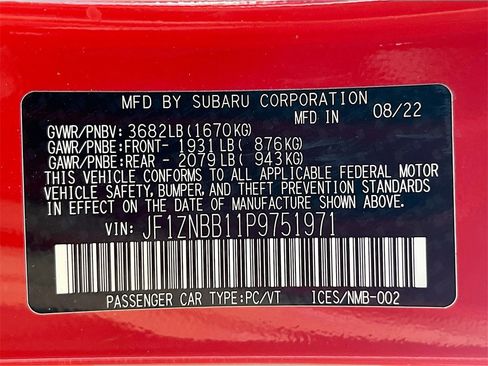 MFD BY SUBARU CORPORATION
MFD IN 08/22
GVWR/PNBV: 3682LB(1670KG)
GAWR/PNBE:FRONT- 1931LB( 876KG)
GAWR/PNBE:REAR - 2079LB( 943KG)
THIS VEHICLE CONFORMS TO ALL APPLICABLE FEDERAL MOTOR
VEHICLE SAFETY, BUMPER, AND THEFT PREVENTION STANDARDS
IN EFFECT ON THE DATE OF MANUFACTURE SHOWN ABOVE.
VIN: JF1ZNBB11P9751971
PASSENGER CAR TYPE:PC/VT ICES/NMB-002